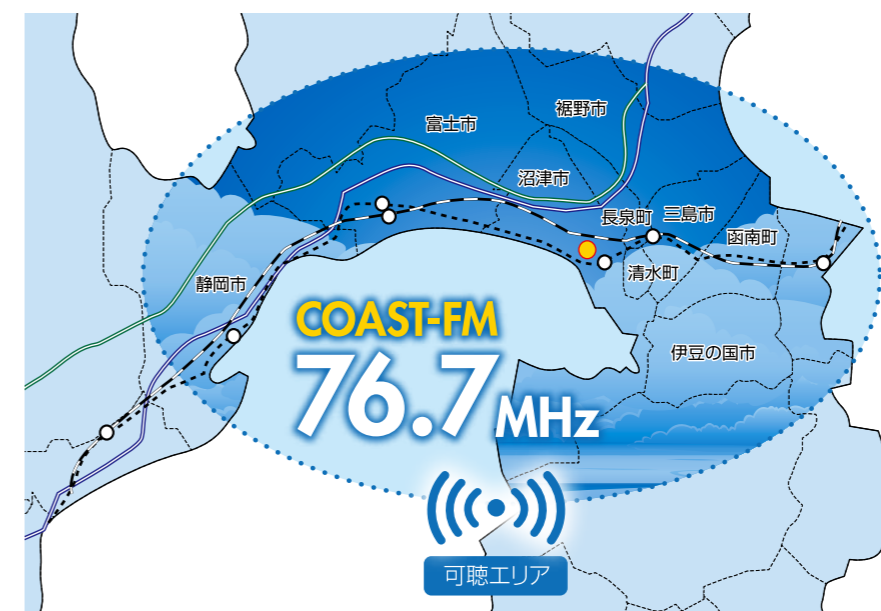 裾野市
富士市
沼津市
長泉町
三島市
函南町
清水町
静岡市
伊豆の国市
COAST-FM
76.7MHz
可聴エリア